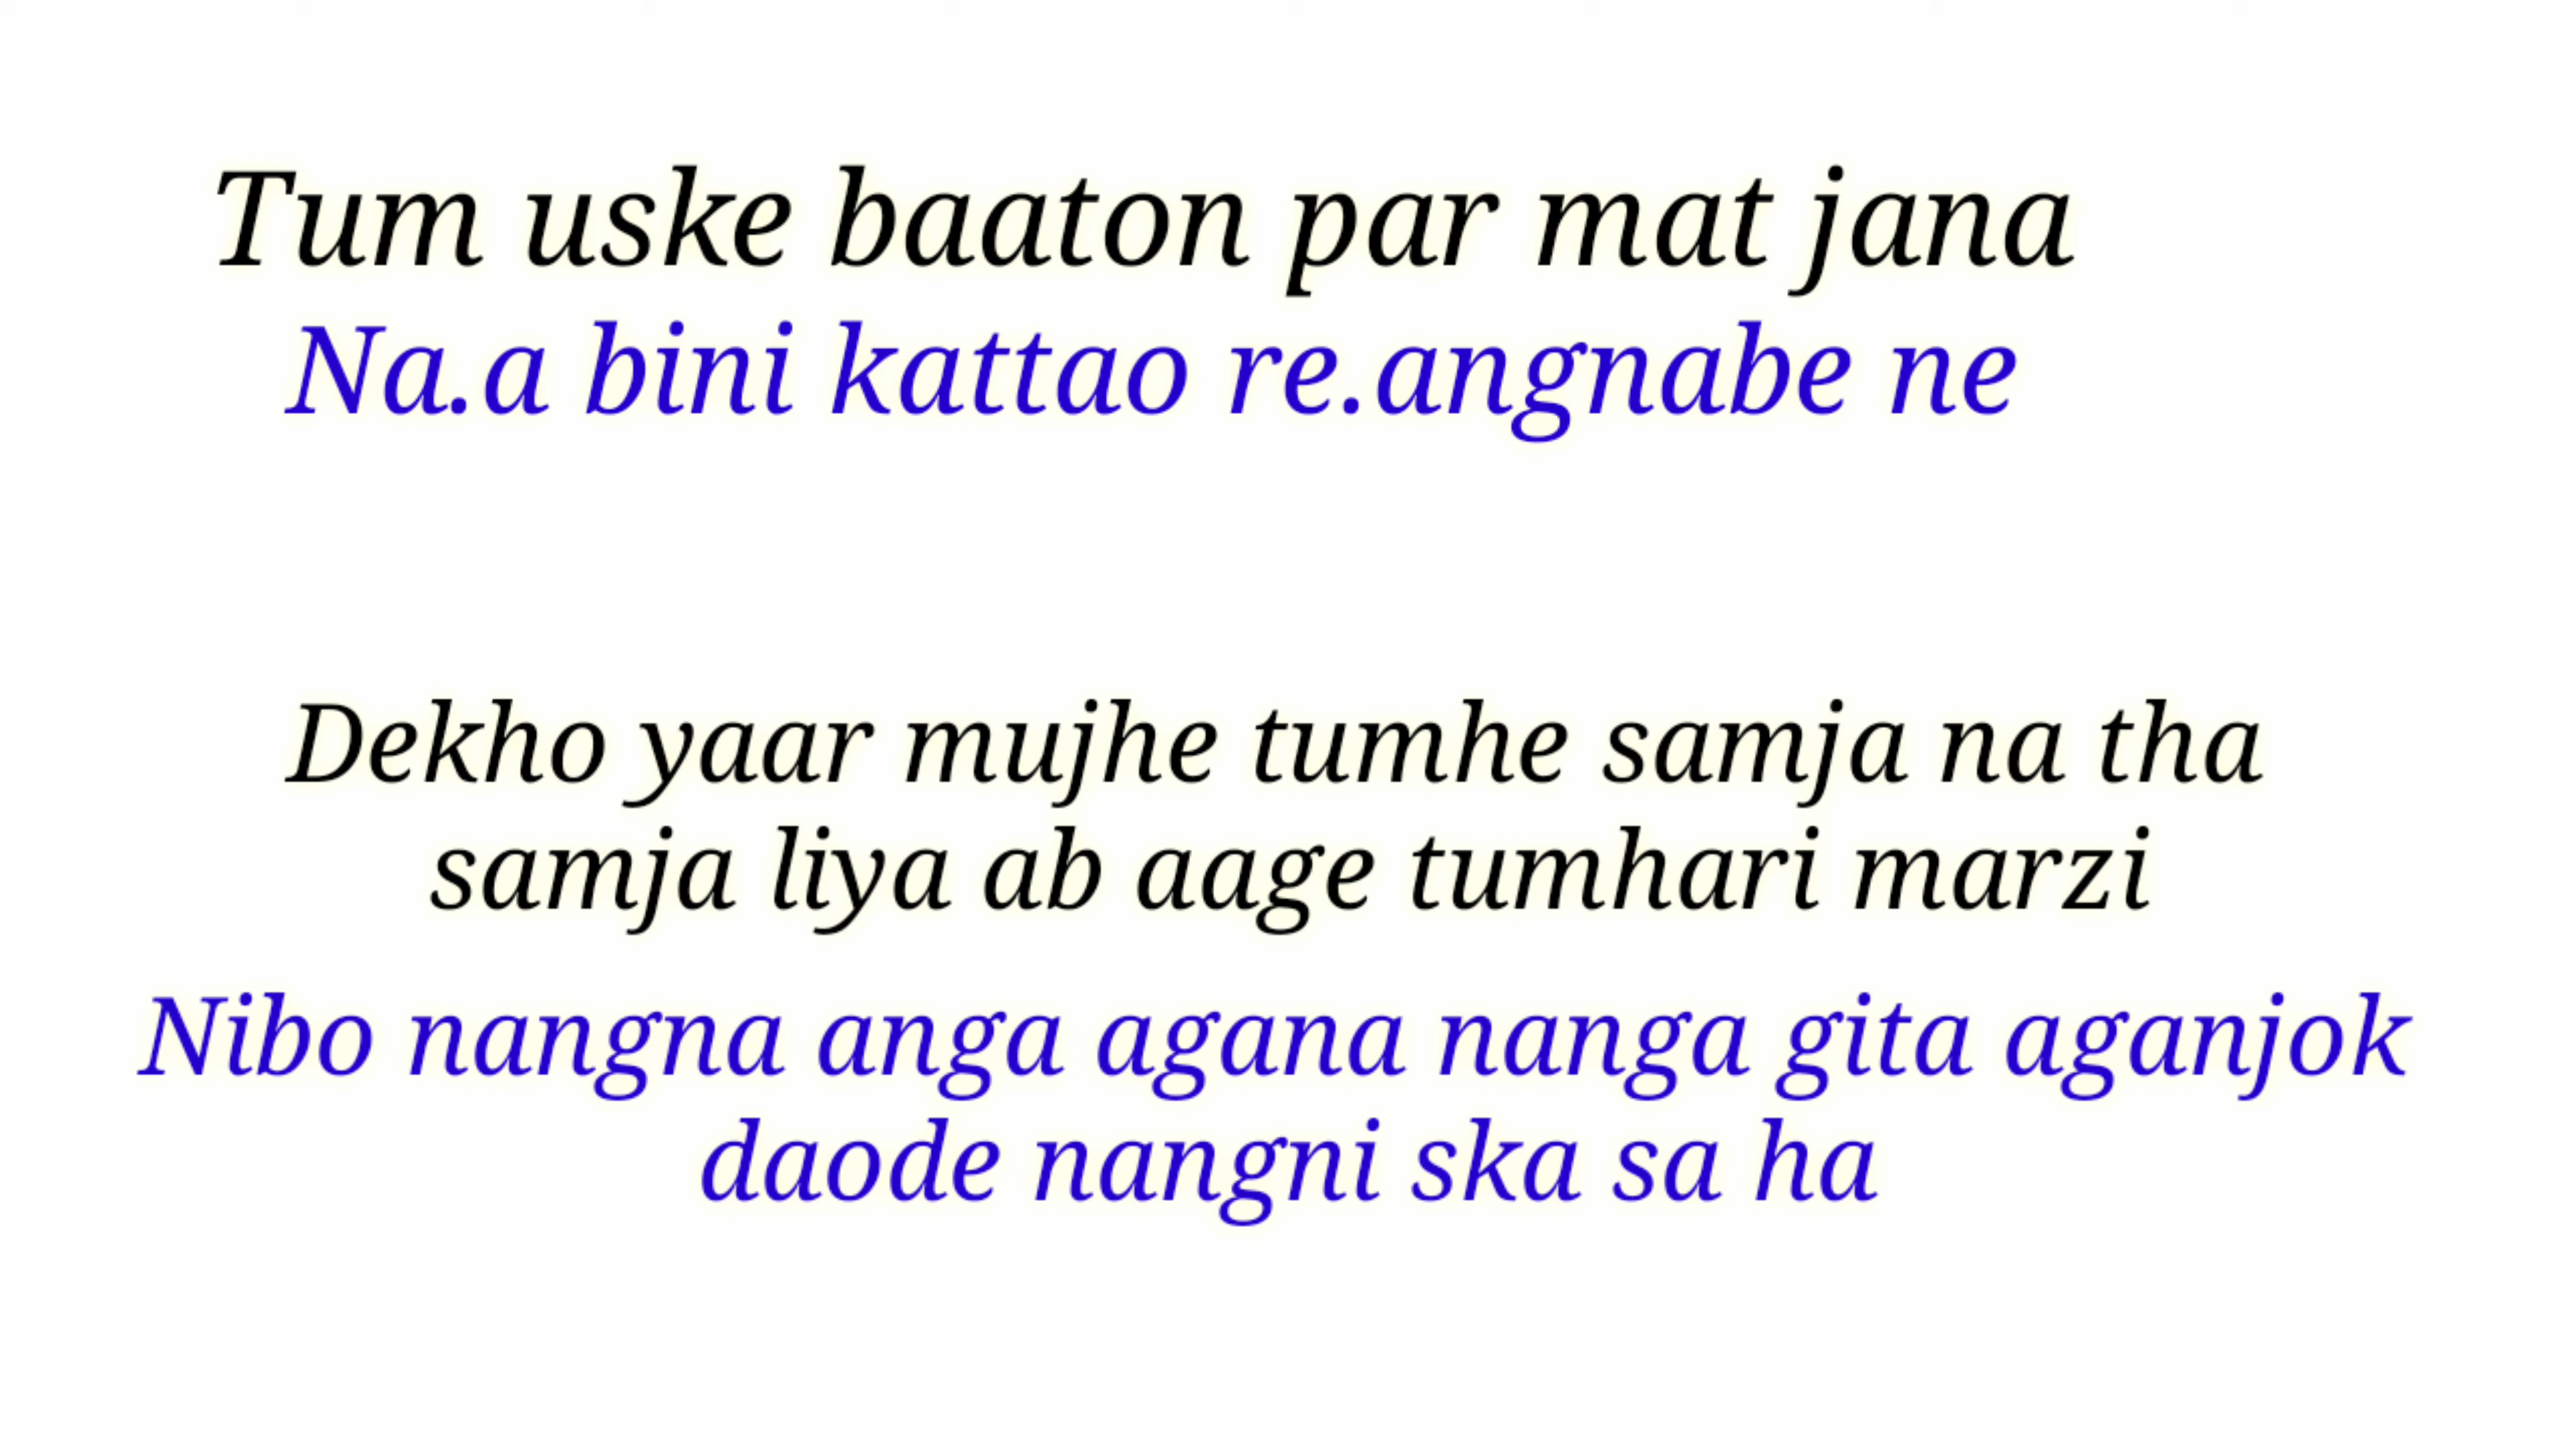 Tum uske baaton par mat jana
Na.a bini kattao re.angnabe ne
Dekho yaar mujhe tumhe samja na tha
samja liya ab aage tumhari marzi
Nibo nangna anga agana nanga gita aganjok
daode nangni ska sa ha